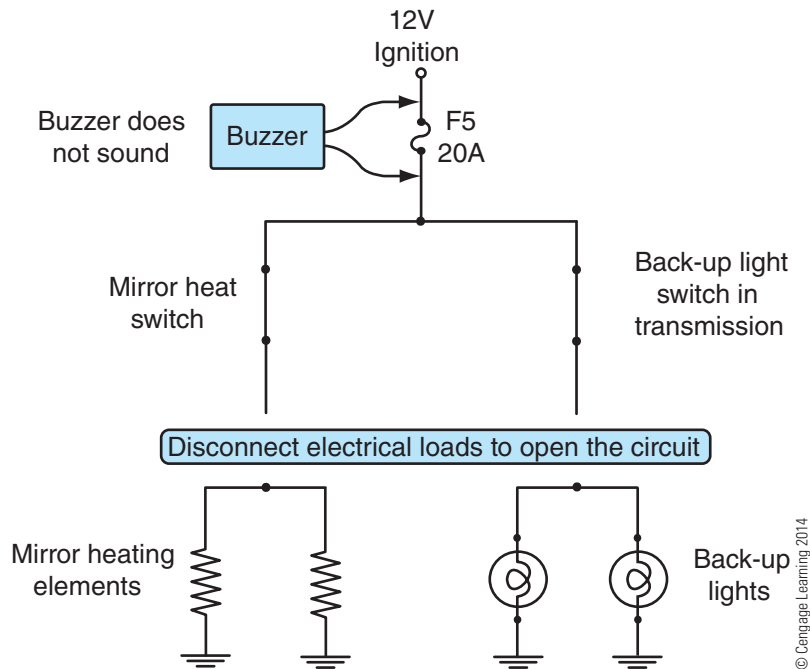 12V
Ignition
Buzzer does
not sound
Buzzer
F5
20A
Mirror heat
switch
Back-up light
switch in
transmission
Disconnect electrical loads to open the circuit
Mirror heating
elements
Back-up
lights
© Cengage Learning 2014